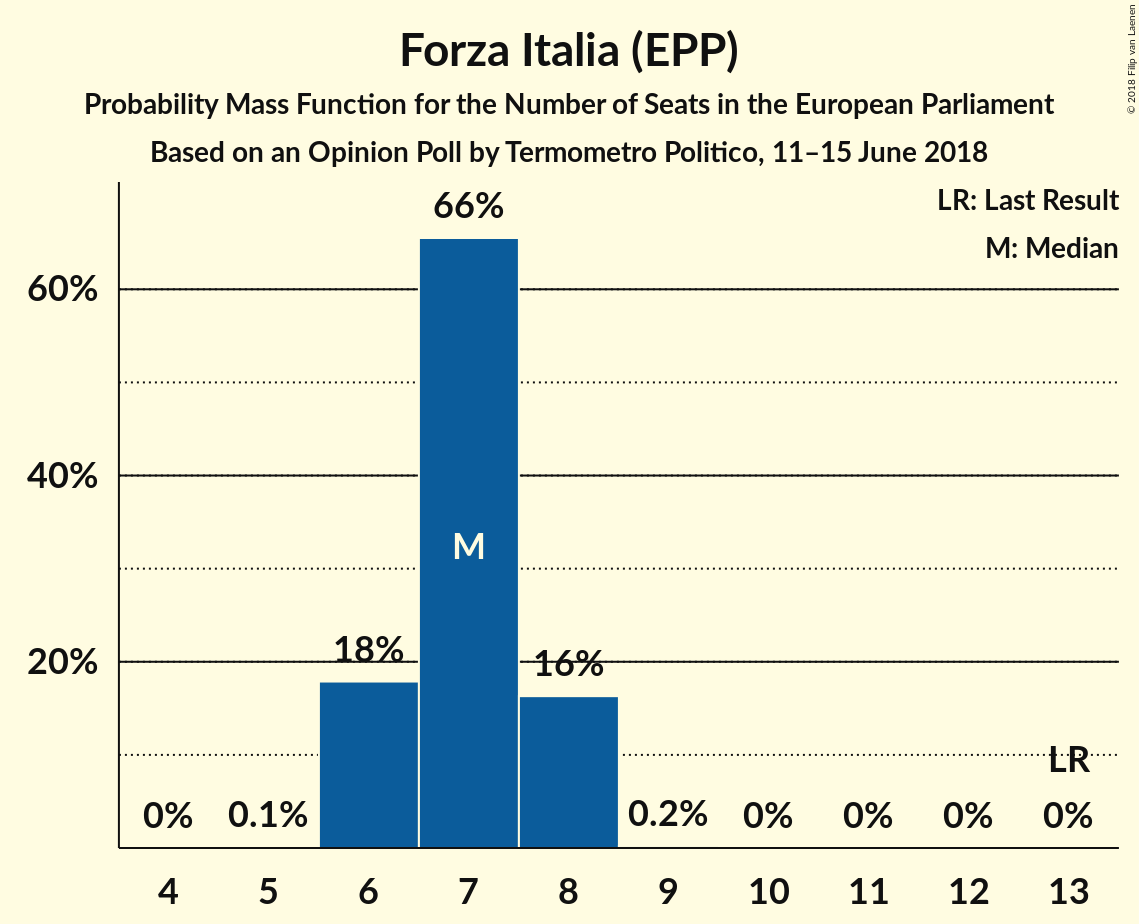 Forza Italia (EPP)
Probability Mass Function for the Number of Seats in the European Parliament
Based on an Opinion Poll by Termometro Politico, 11–15 June 2018
© 2018 Filip van Laenen
LR: Last Result
M: Median
66%
60%
40%
M
18%
16%
20%
LR
0% 0.1% 0.2% 0% 0% 0% 0%
4 5 6 7 8 9 10 11 12 13